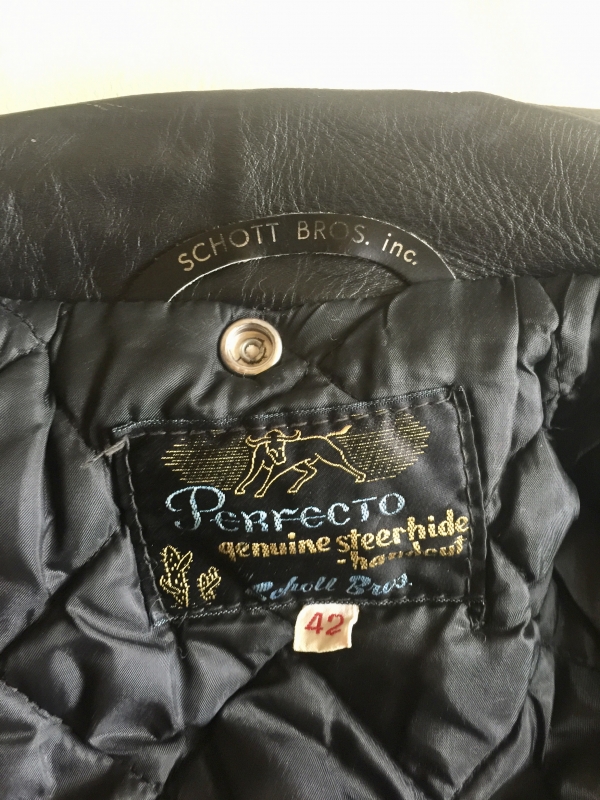 SCHOTT BROS. inc.
PERFECTO
genuine steerhide
-handcut
Schott Bros.
42